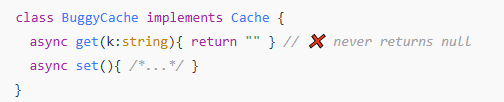 class BuggyCache implements Cache {
  async get(k:string){ return "" } // ❌ never returns null
  async set(){ /*...*/ }
}